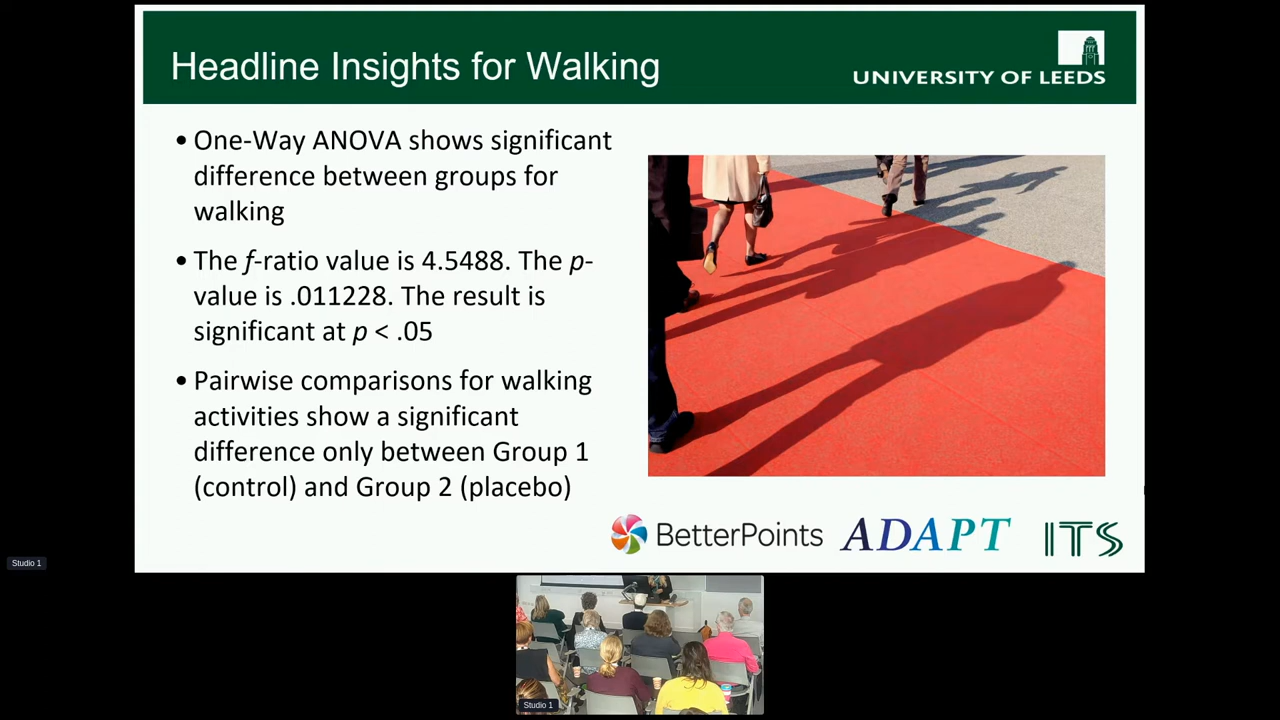 Headline Insights for Walking
UNIVERSITY OF LEEDS
• One-Way ANOVA shows significant
difference between groups for
walking
• The f-ratio value is 4.5488. The p-
value is .011228. The result is
significant at p < .05
• Pairwise comparisons for walking
activities show a significant
difference only between Group 1
(control) and Group 2 (placebo)
BetterPoints
ADAPT
ITS
Studio 1
Studio 1